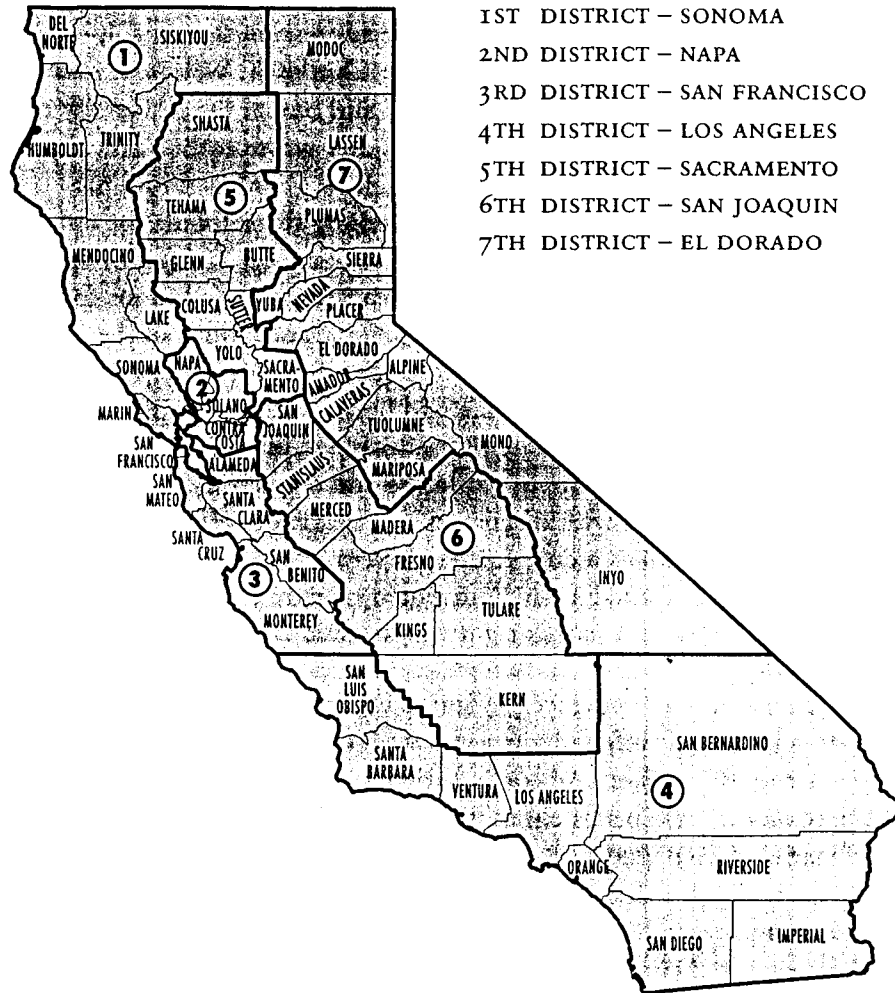 1ST DISTRICT – SONOMA
2ND DISTRICT – NAPA
3RD DISTRICT – SAN FRANCISCO
4TH DISTRICT – LOS ANGELES
5TH DISTRICT – SACRAMENTO
6TH DISTRICT – SAN JOAQUIN
7TH DISTRICT – EL DORADO
DEL
NORTE
SISKIYOU
MODOC
1
HUMBOLDT
TRINITY
SHASTA
LASSEN
7
TEHAMA
5
PLUMAS
MENDOCINO
GLENN
BUTTE
SIERRA
LAKE
COLUSA
SUTTER
YUBA
NEVADA
PLACER
SONOMA
NAPA
YOLO
EL DORADO
SACRA-
MENTO
AMADOR
ALPINE
2
SOLANO
CALAVERAS
MARIN
CONTRA
COSTA
SAN
JOAQUIN
TUOLUMNE
MONO
SAN
FRANCISCO
ALAMEDA
STANISLAUS
MARIPOSA
SAN
MATEO
SANTA
CLARA
MERCED
MADERA
6
SANTA
CRUZ
SAN
BENITO
FRESNO
INYO
3
MONTEREY
KINGS
TULARE
SAN
LUIS
OBISPO
KERN
SAN BERNARDINO
SANTA
BARBARA
VENTURA
LOS ANGELES
4
ORANGE
RIVERSIDE
SAN DIEGO
IMPERIAL